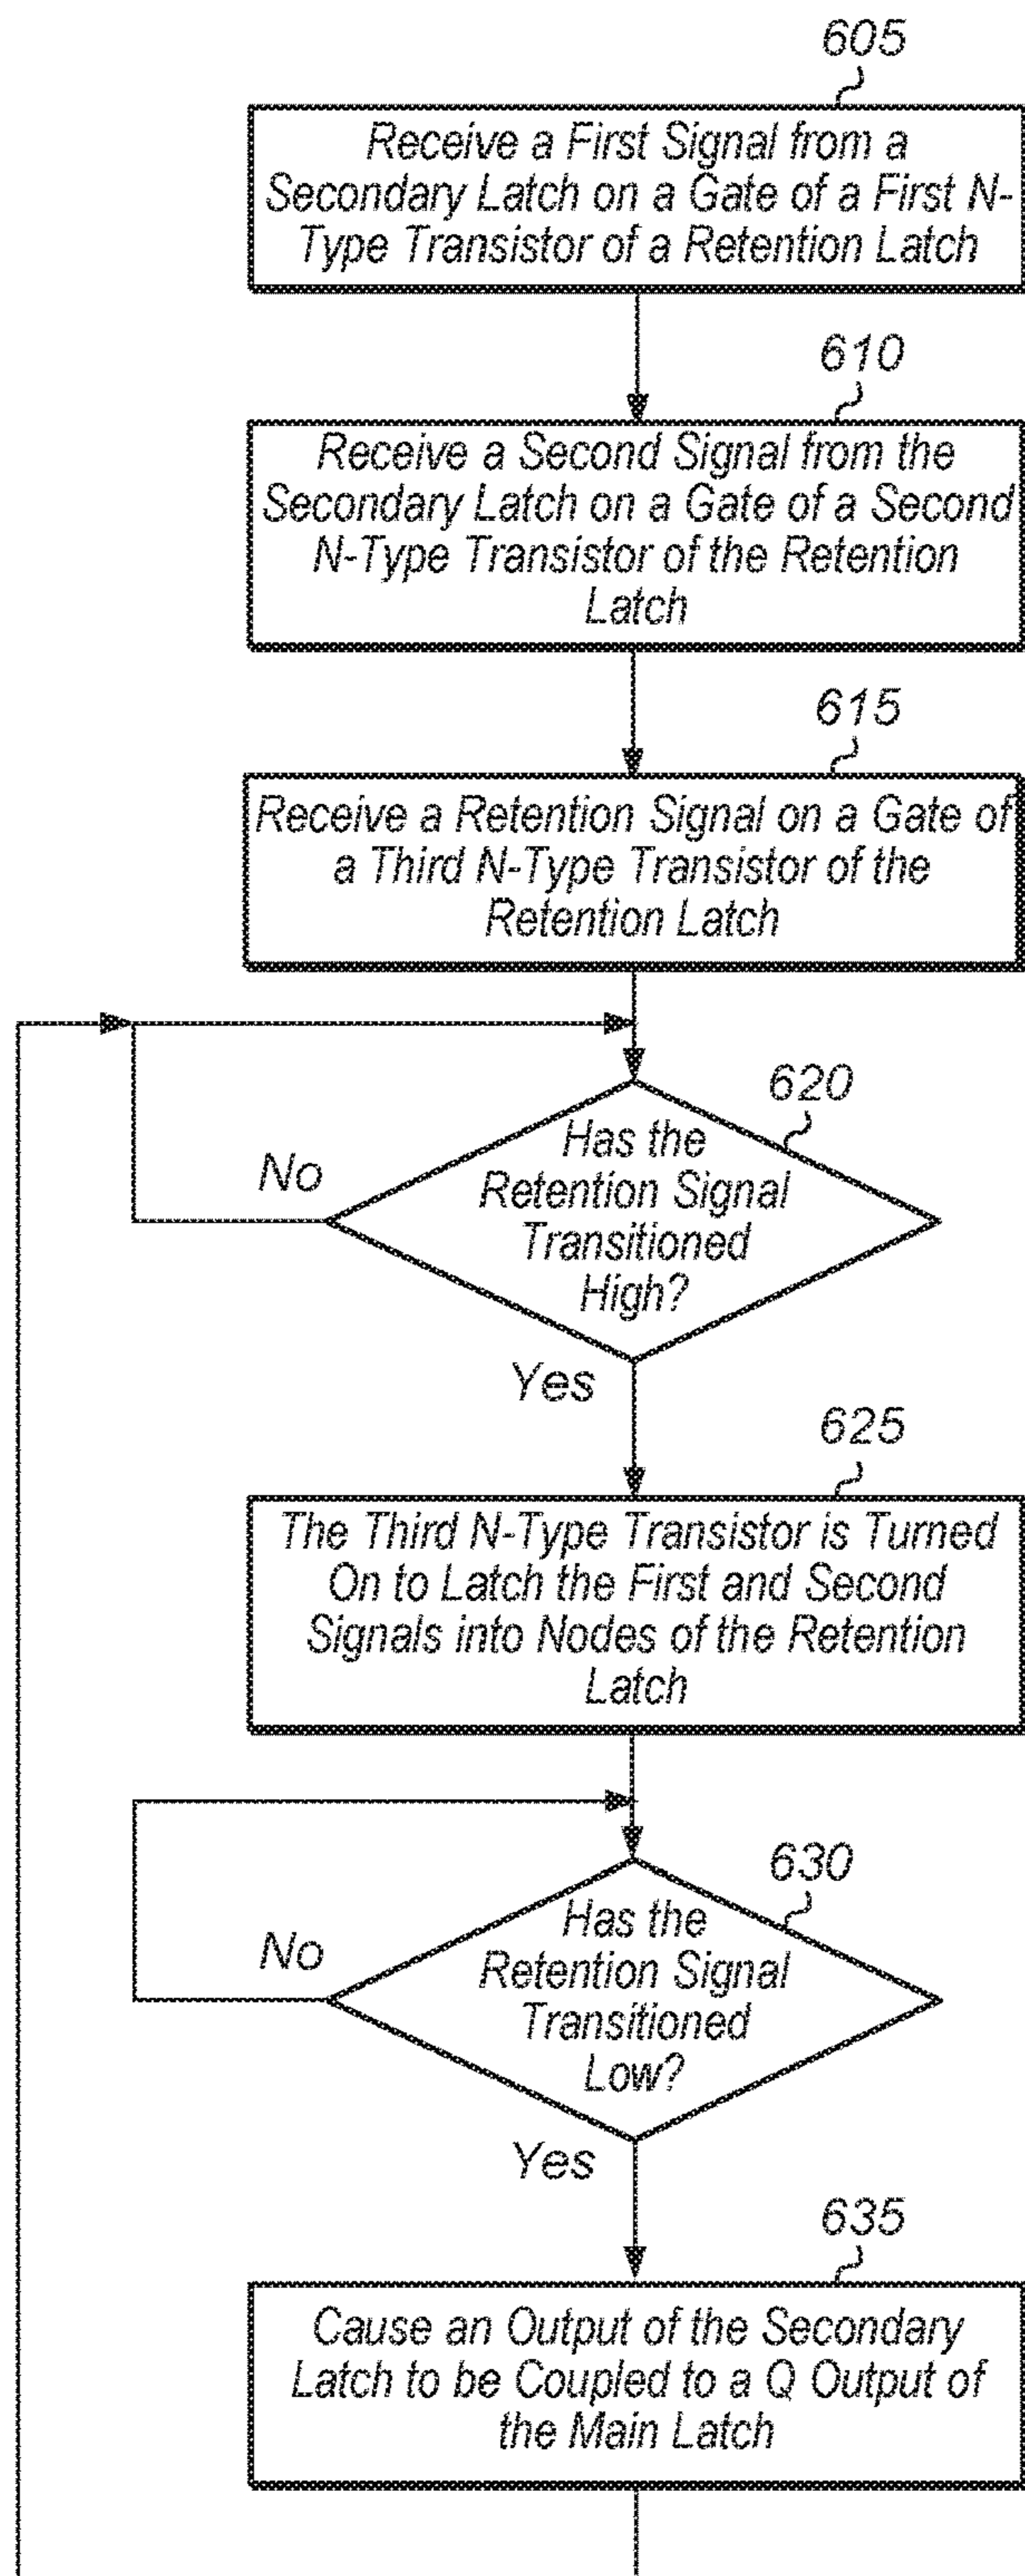 605
Receive a First Signal from a
Secondary Latch on a Gate of a First N-
Type Transistor of a Retention Latch
610
Receive a Second Signal from the
Secondary Latch on a Gate of a Second
N-Type Transistor of the Retention
Latch
615
Receive a Retention Signal on a Gate of
a Third N-Type Transistor of the
Retention Latch
620
Has the
Retention Signal
Transitioned
High?
No
Yes
625
The Third N-Type Transistor is Turned
On to Latch the First and Second
Signals into Nodes of the Retention
Latch
630
Has the
Retention Signal
Transitioned
Low?
No
Yes
635
Cause an Output of the Secondary
Latch to be Coupled to a Q Output of
the Main Latch